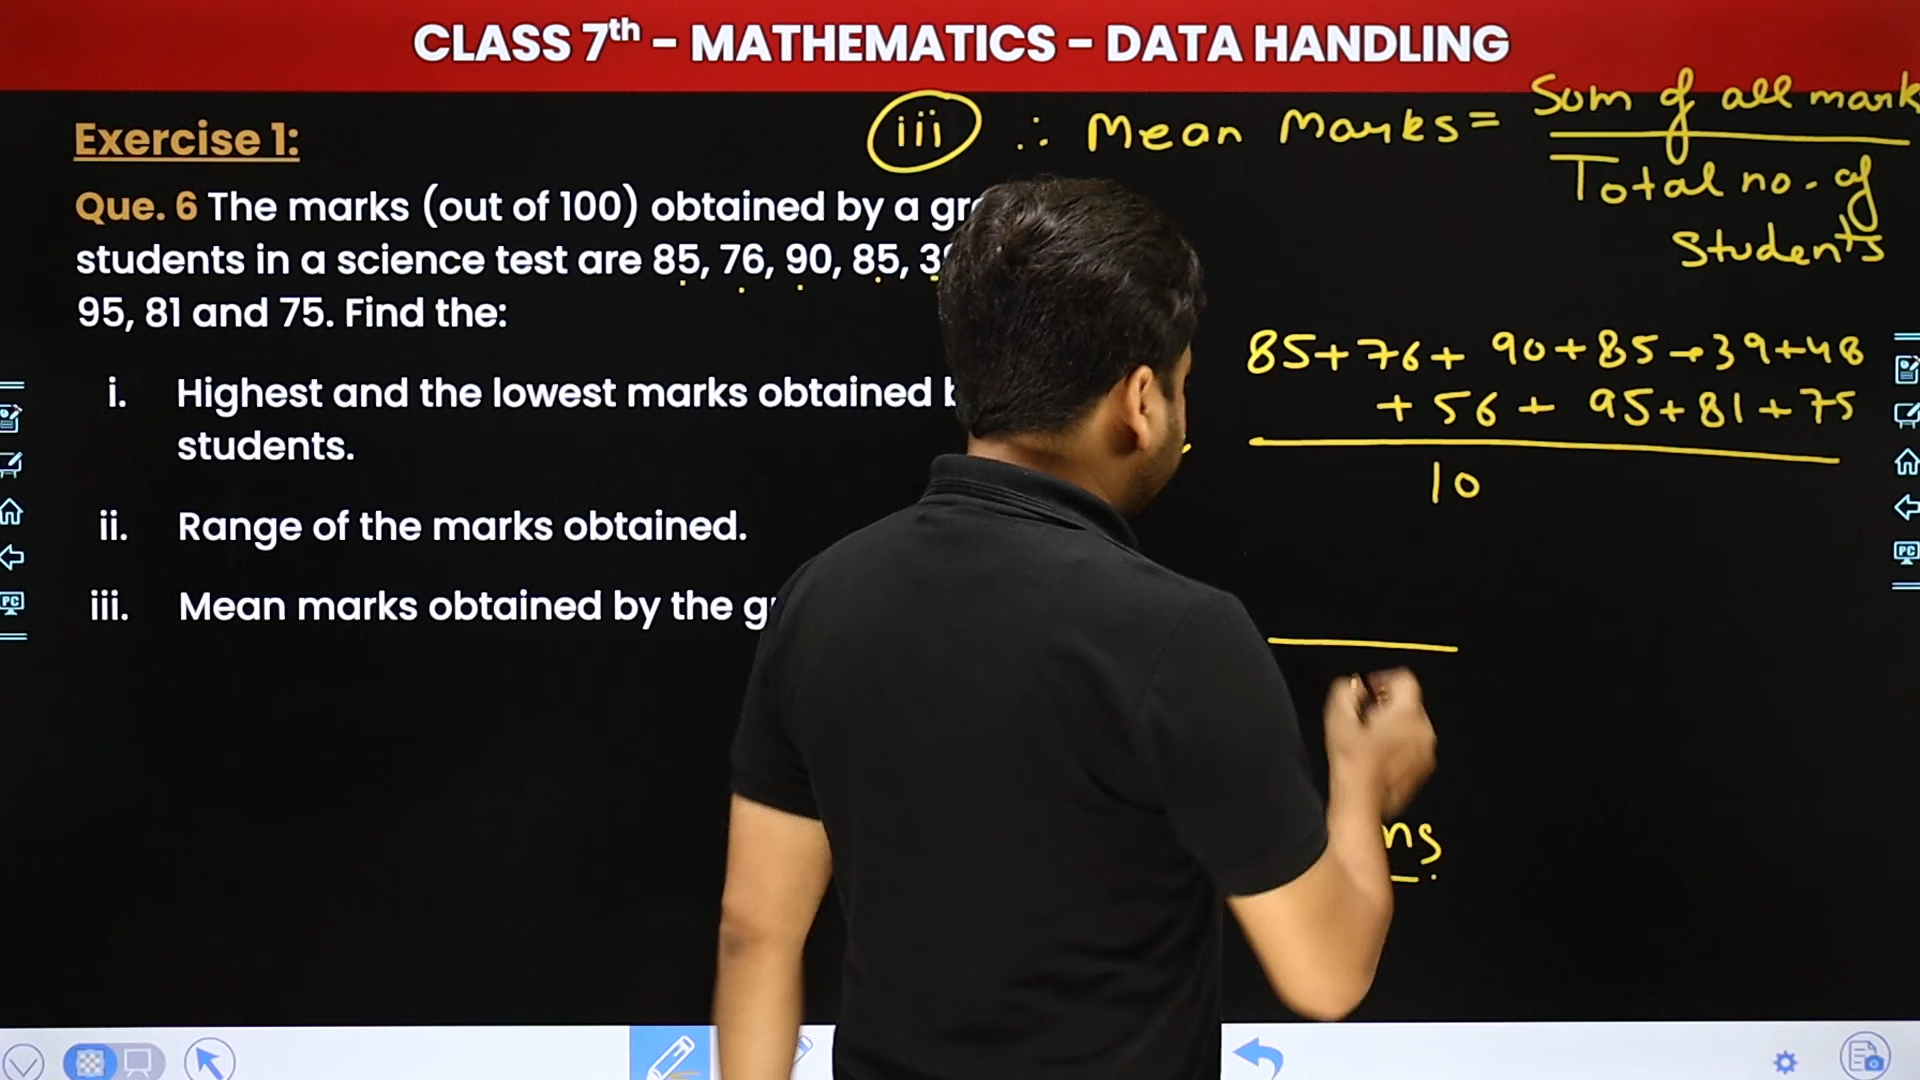 CLASS 7th - MATHEMATICS - DATA HANDLING
Exercise 1:
Que. 6 The marks (out of 100) obtained by a
students in a science test are 85, 76, 90, 85,
95, 81 and 75. Find the:
i. Highest and the lowest marks obtained
students.
ii. Range of the marks obtained.
iii. Mean marks obtained by the
iii ∴ Mean Marks =
Sum of all mark
Total no. of
Students
85+76+ 90+85+39+48
+ 56 + 95+81+75
10
PC
PC